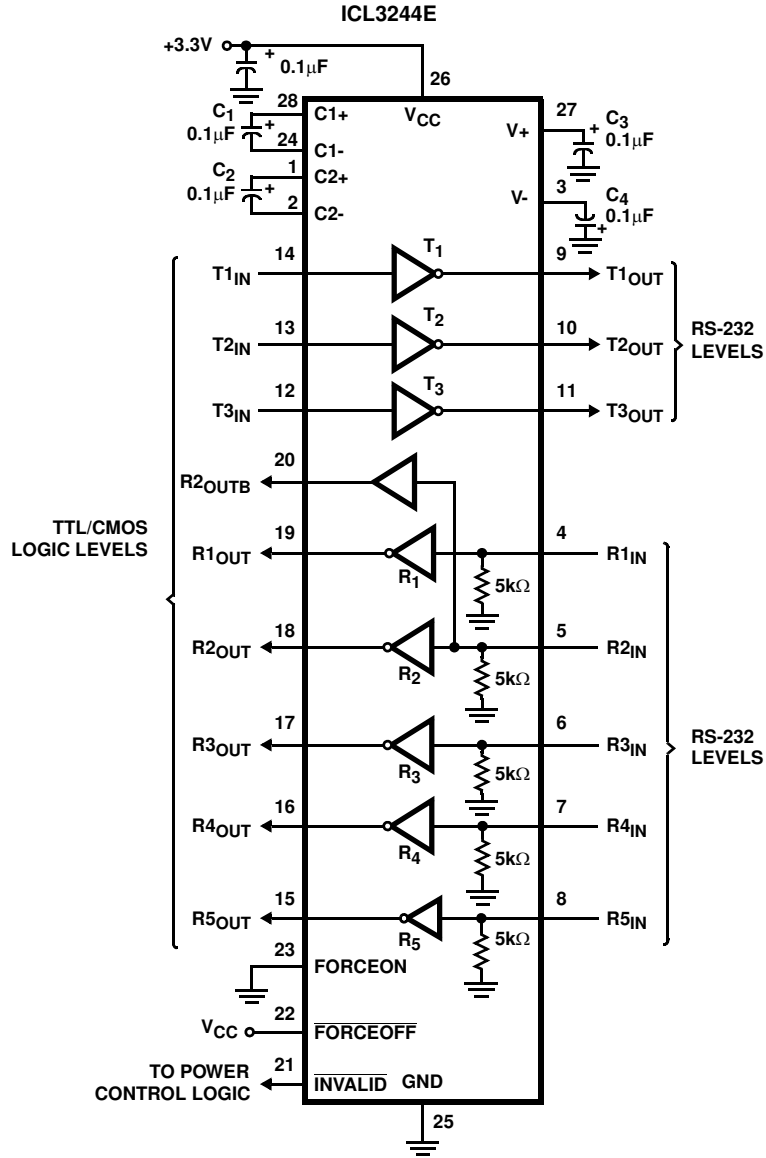 ICL3244E
+3.3V
+
0.1μF
26
VCC
28
C1+
C1
0.1μF
+
24
C1-
1
C2+
C2
0.1μF
+
2
C2-
27
V+
+
C3
0.1μF
3
V-
C4
0.1μF
+
T1IN
14
T1
9
T1OUT
T2IN
13
T2
10
T2OUT
RS-232
LEVELS
T3IN
12
T3
11
T3OUT
R2OUTB
20
TTL/CMOS
LOGIC LEVELS
R1OUT
19
R1
5kΩ
4
R1IN
R2OUT
18
R2
5kΩ
5
R2IN
R3OUT
17
R3
5kΩ
6
R3IN
RS-232
LEVELS
R4OUT
16
R4
5kΩ
7
R4IN
R5OUT
15
R5
5kΩ
8
R5IN
23
FORCEON
VCC
22
FORCEOFF
TO POWER
CONTROL LOGIC
21
INVALID
GND
25